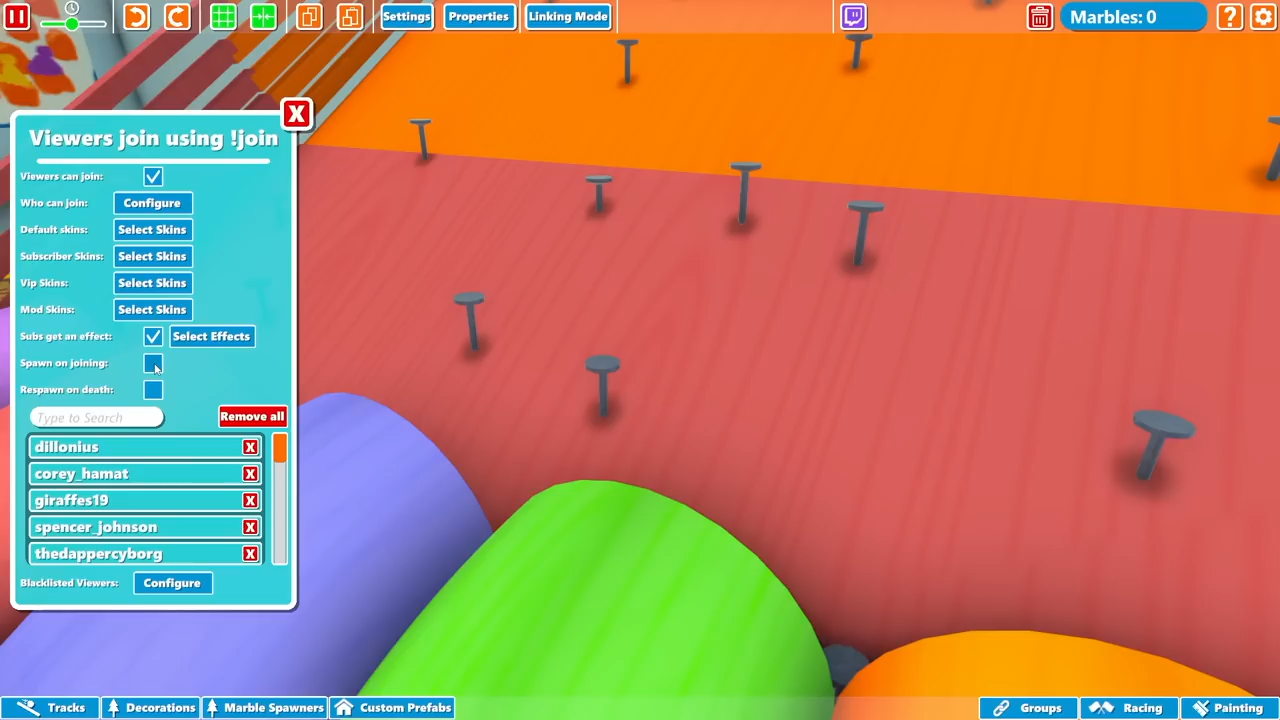 Settings Properties Linking Mode Marbles: 0 ?
X
Viewers join using !join
Viewers can join:
Who can join: Configure
Default skins: Select Skins
Subscriber Skins: Select Skins
Vip Skins: Select Skins
Mod Skins: Select Skins
Subs get an effect: Select Effects
Spawn on joining:
Respawn on death:
Type to Search Remove all
dillonius X
corey_hamat X
giraffes19 X
spencer_johnson X
thedappercyborg X
Blacklisted Viewers: Configure
Tracks Decorations Marble Spawners Custom Prefabs Groups Racing Painting